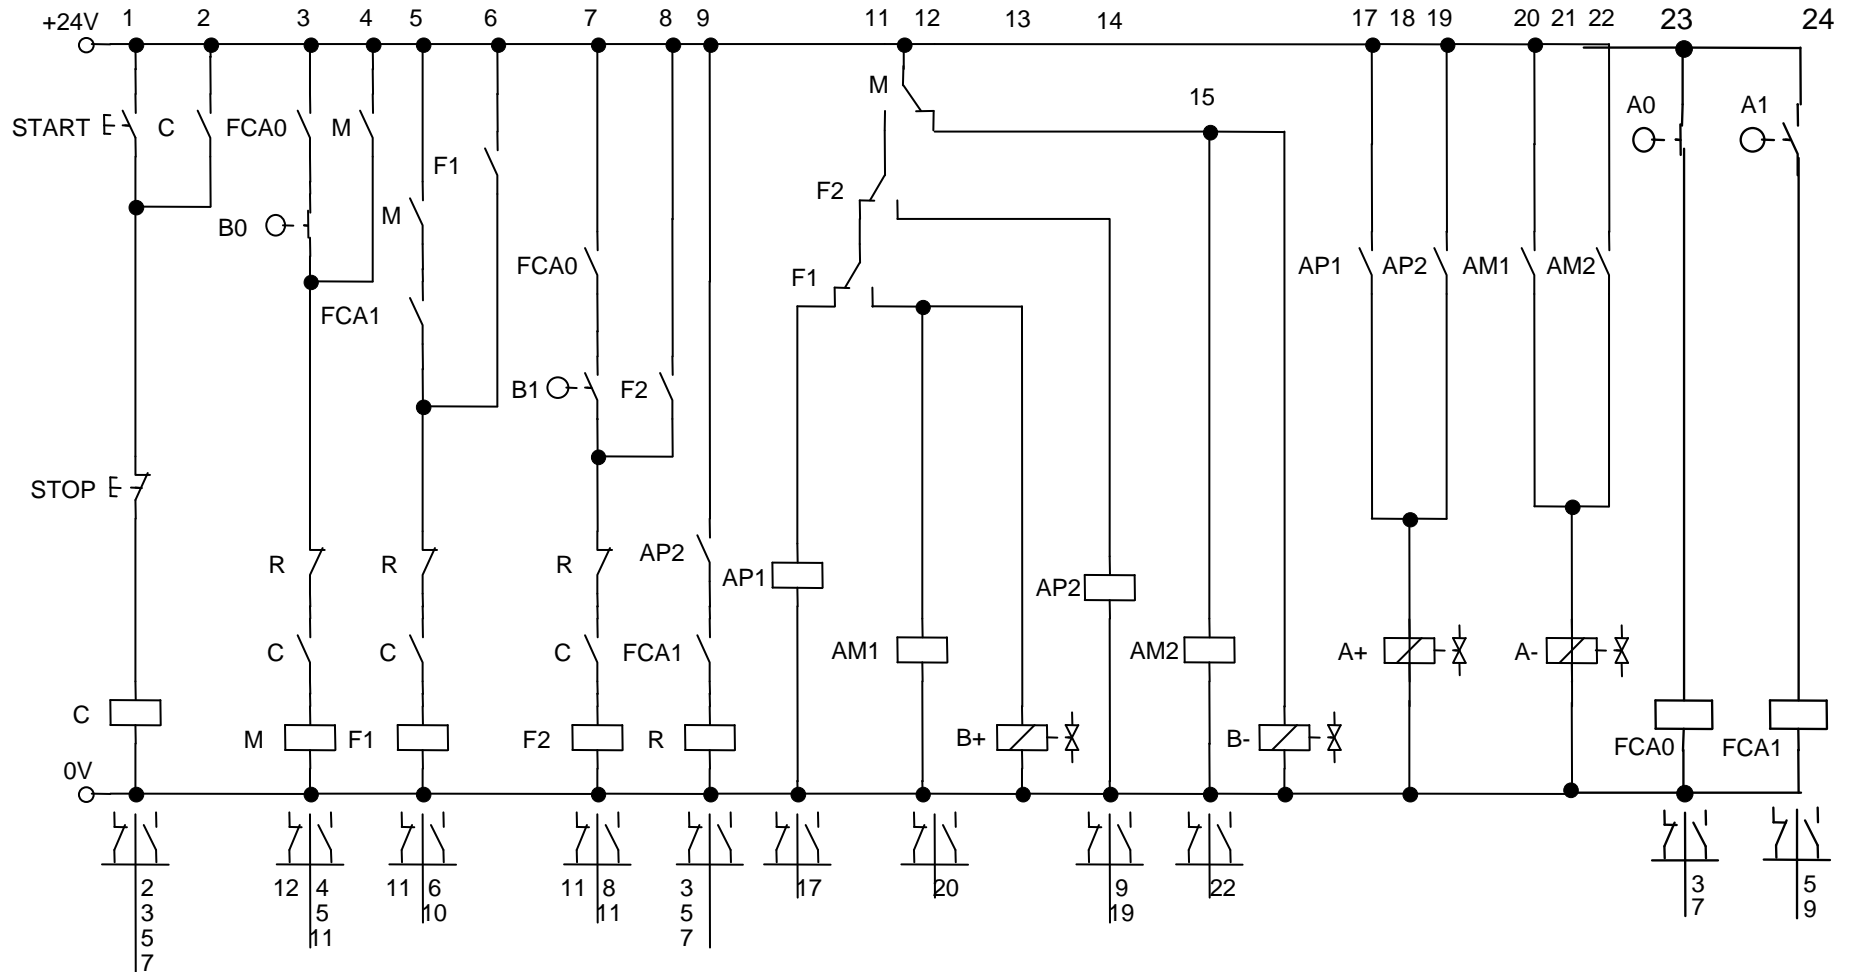 +24V 1 2 3 4 5 6 7 8 9 11 12 13 14 17 18 19 20 21 22 23 24
M 15 A0 A1
START C FCA0 M
F1
F2
M
B0
FCA0 F1 AP1 AP2 AM1 AM2
FCA1
B1 F2
STOP
AP2
R R R AP1 AP2
C C C FCA1 AM1 AM2 A+ A-
C
M F1 F2 R B+ B- FCA0 FCA1
0V
2 12 4 11 6 11 8 3 17 20 9 22 3 5
3 5 10 11 5 19 7 9
5 11 7
7